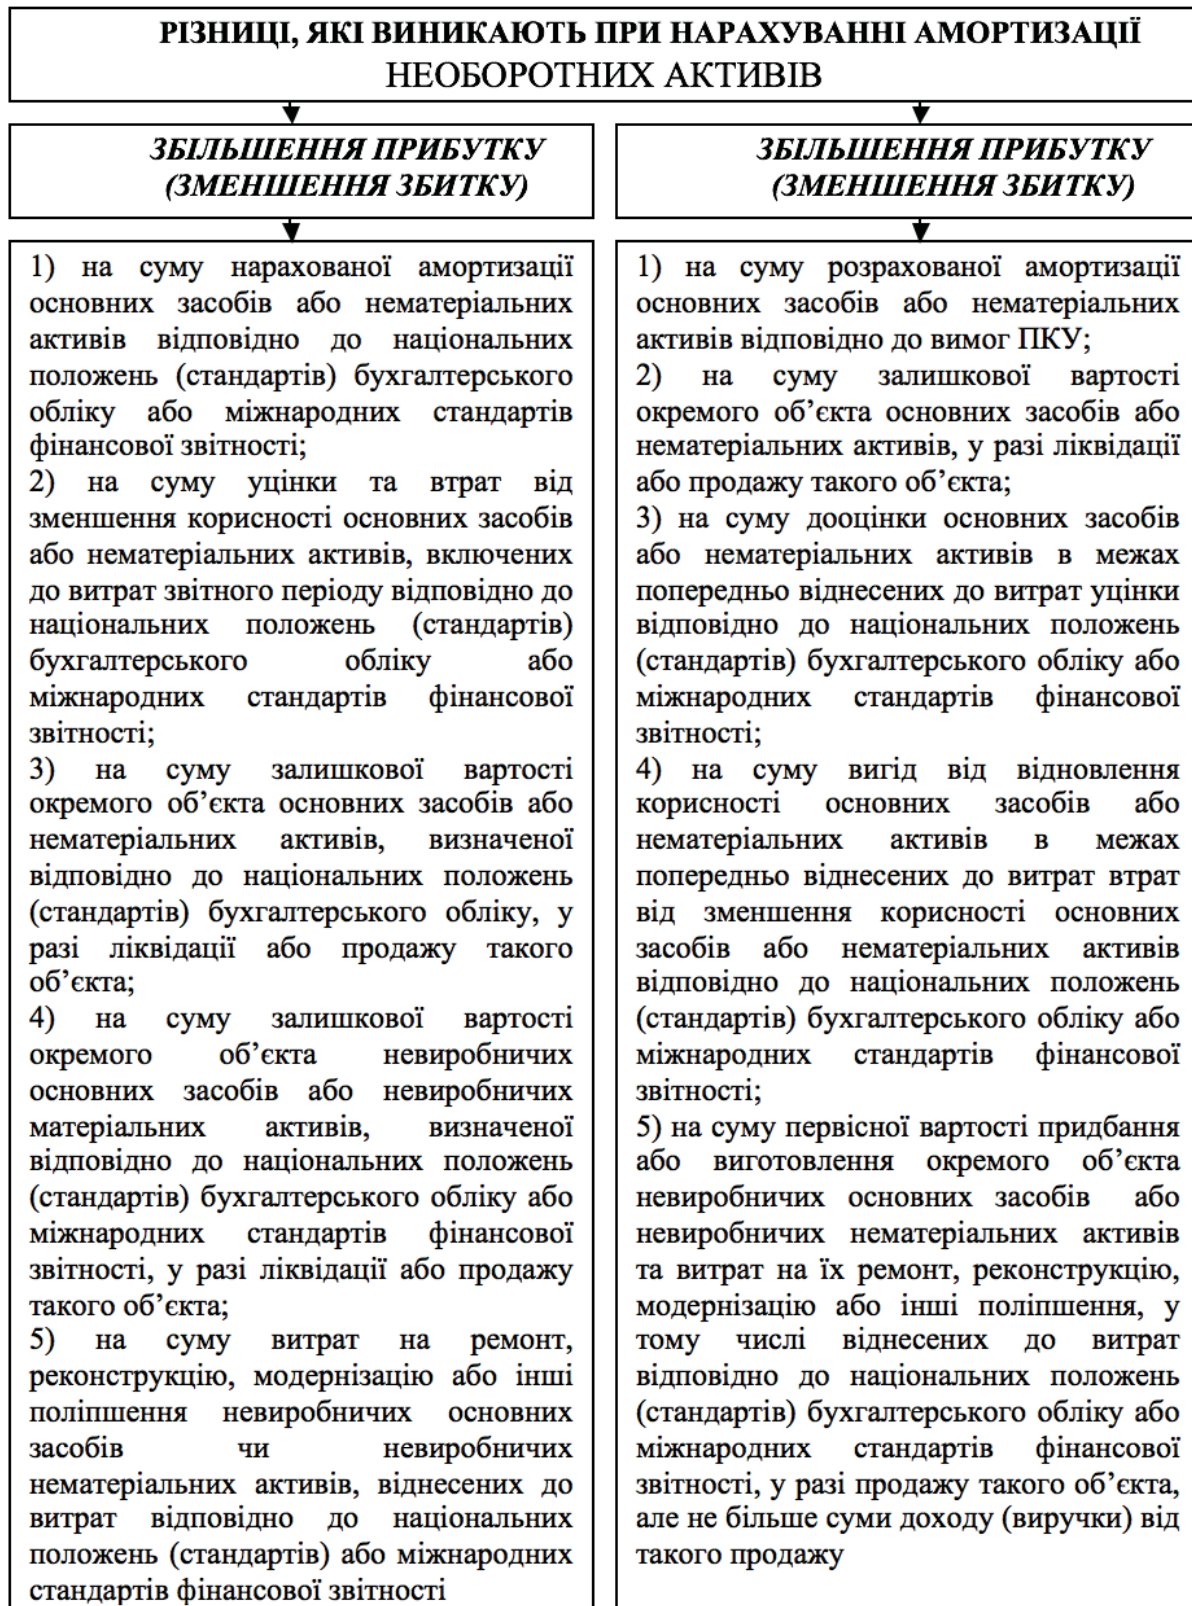 РІЗНИЦІ, ЯКІ ВИНИКАЮТЬ ПРИ НАРАХУВАННІ АМОРТИЗАЦІЇ
НЕОБОРОТНИХ АКТИВІВ
ЗБІЛЬШЕННЯ ПРИБУТКУ
(ЗМЕНШЕННЯ ЗБИТКУ)
1) на суму нарахованої амортизації
основних засобів або нематеріальних
активів відповідно до національних
положень (стандартів) бухгалтерського
обліку або міжнародних стандартів
фінансової звітності;
2) на суму уцінки та втрат від
зменшення корисності основних засобів
або нематеріальних активів, включених
до витрат звітного періоду відповідно до
національних положень (стандартів)
бухгалтерського обліку або
міжнародних стандартів фінансової
звітності;
3) на суму залишкової вартості
окремого об’єкта основних засобів або
нематеріальних активів, визначеної
відповідно до національних положень
(стандартів) бухгалтерського обліку, у
разі ліквідації або продажу такого
об’єкта;
4) на суму залишкової вартості
окремого об’єкта невиробничих
основних засобів або невиробничих
матеріальних активів, визначеної
відповідно до національних положень
(стандартів) бухгалтерського обліку або
міжнародних стандартів фінансової
звітності, у разі ліквідації або продажу
такого об’єкта;
5) на суму витрат на ремонт,
реконструкцію, модернізацію або інші
поліпшення невиробничих основних
засобів чи невиробничих
нематеріальних активів, віднесених до
витрат відповідно до національних
положень (стандартів) або міжнародних
стандартів фінансової звітності
ЗБІЛЬШЕННЯ ПРИБУТКУ
(ЗМЕНШЕННЯ ЗБИТКУ)
1) на суму розрахованої амортизації
основних засобів або нематеріальних
активів відповідно до вимог ПКУ;
2) на суму залишкової вартості
окремого об’єкта основних засобів або
нематеріальних активів, у разі ліквідації
або продажу такого об’єкта;
3) на суму дооцінки основних засобів
або нематеріальних активів в межах
попередньо віднесених до витрат уцінки
відповідно до національних положень
(стандартів) бухгалтерського обліку або
міжнародних стандартів фінансової
звітності;
4) на суму вигід від відновлення
корисності основних засобів або
нематеріальних активів в межах
попередньо віднесених до витрат втрат
від зменшення корисності основних
засобів або нематеріальних активів
відповідно до національних положень
(стандартів) бухгалтерського обліку або
міжнародних стандартів фінансової
звітності;
5) на суму первісної вартості придбання
або виготовлення окремого об’єкта
невиробничих основних засобів або
невиробничих нематеріальних активів
та витрат на їх ремонт, реконструкцію,
модернізацію або інші поліпшення, у
тому числі віднесених до витрат
відповідно до національних положень
(стандартів) бухгалтерського обліку або
міжнародних стандартів фінансової
звітності, у разі продажу такого об’єкта,
але не більше суми доходу (виручки) від
такого продажу